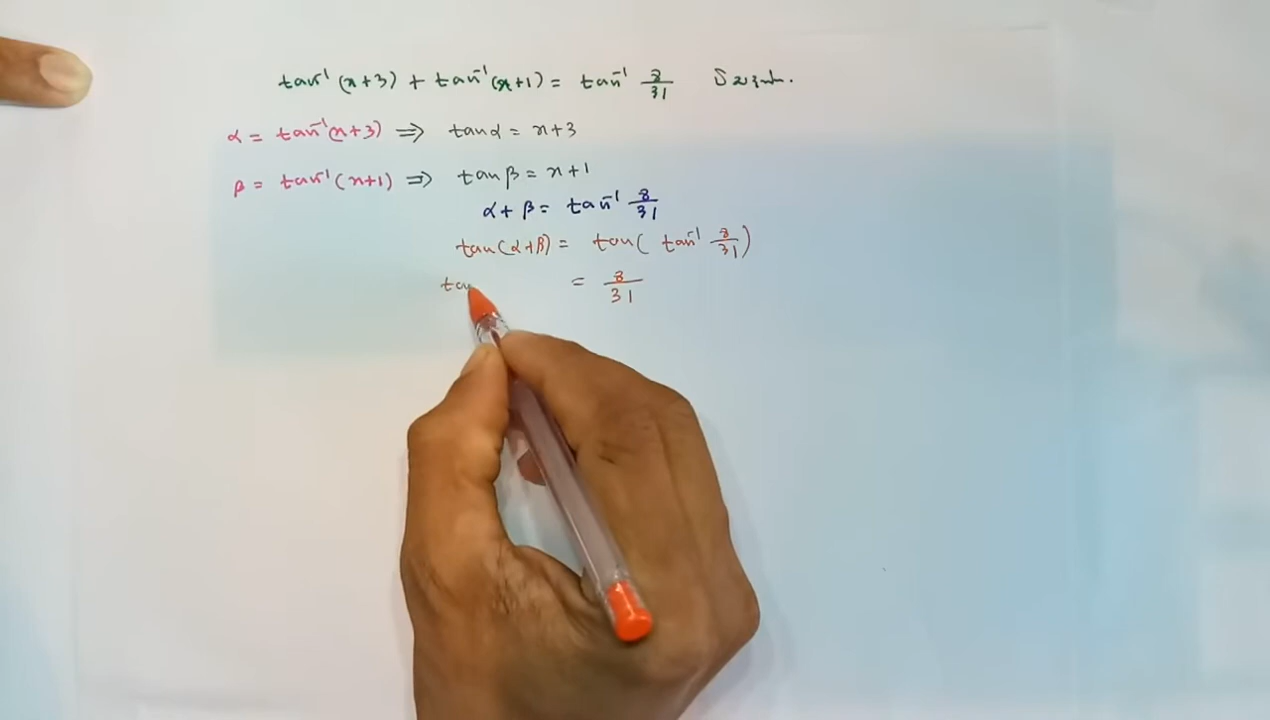 tan⁻¹(x+3) + tan⁻¹(x+1) = tan⁻¹ 8/31
α = tan⁻¹(x+3) ⇒ tanα = x+3
β = tan⁻¹(x+1) ⇒ tanβ = x+1
α+β = tan⁻¹ 8/31
tan(α+β) = tan( tan⁻¹ 8/31 )
tan = 8/31